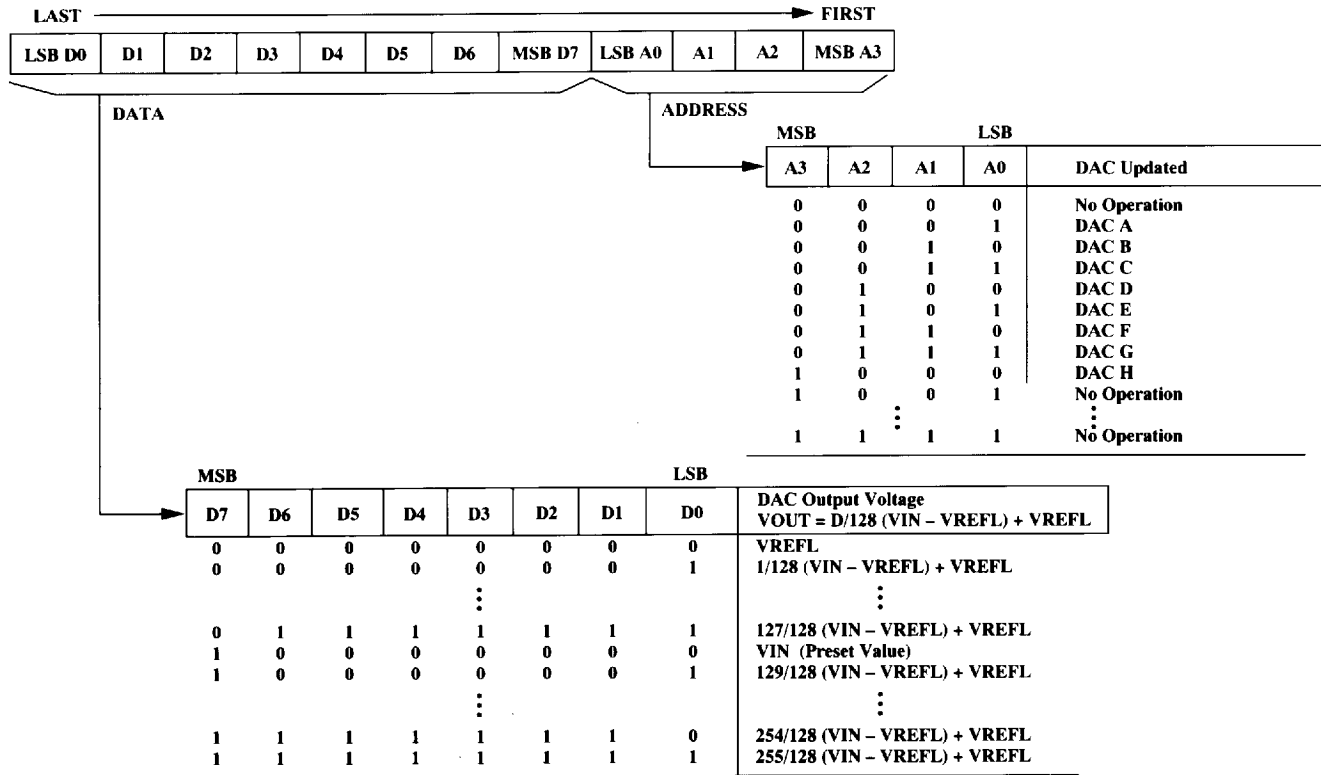 LAST FIRST
LSB D0 D1 D2 D3 D4 D5 D6 MSB D7 LSB A0 A1 A2 MSB A3
DATA ADDRESS
MSB LSB
A3 A2 A1 A0 DAC Updated
0 0 0 0 No Operation
0 0 0 1 DAC A
0 0 1 0 DAC B
0 0 1 1 DAC C
0 1 0 0 DAC D
0 1 0 1 DAC E
0 1 1 0 DAC F
0 1 1 1 DAC G
1 0 0 0 DAC H
1 0 0 1 No Operation
1 1 1 1 No Operation
MSB LSB
D7 D6 D5 D4 D3 D2 D1 D0 DAC Output Voltage
VOUT = D/128 (VIN – VREFL) + VREFL
0 0 0 0 0 0 0 0 VREFL
0 0 0 0 0 0 0 1 1/128 (VIN – VREFL) + VREFL
0 1 1 1 1 1 1 1 127/128 (VIN – VREFL) + VREFL
1 0 0 0 0 0 0 0 VIN (Preset Value)
1 0 0 0 0 0 0 1 129/128 (VIN – VREFL) + VREFL
1 1 1 1 1 1 1 0 254/128 (VIN – VREFL) + VREFL
1 1 1 1 1 1 1 1 255/128 (VIN – VREFL) + VREFL